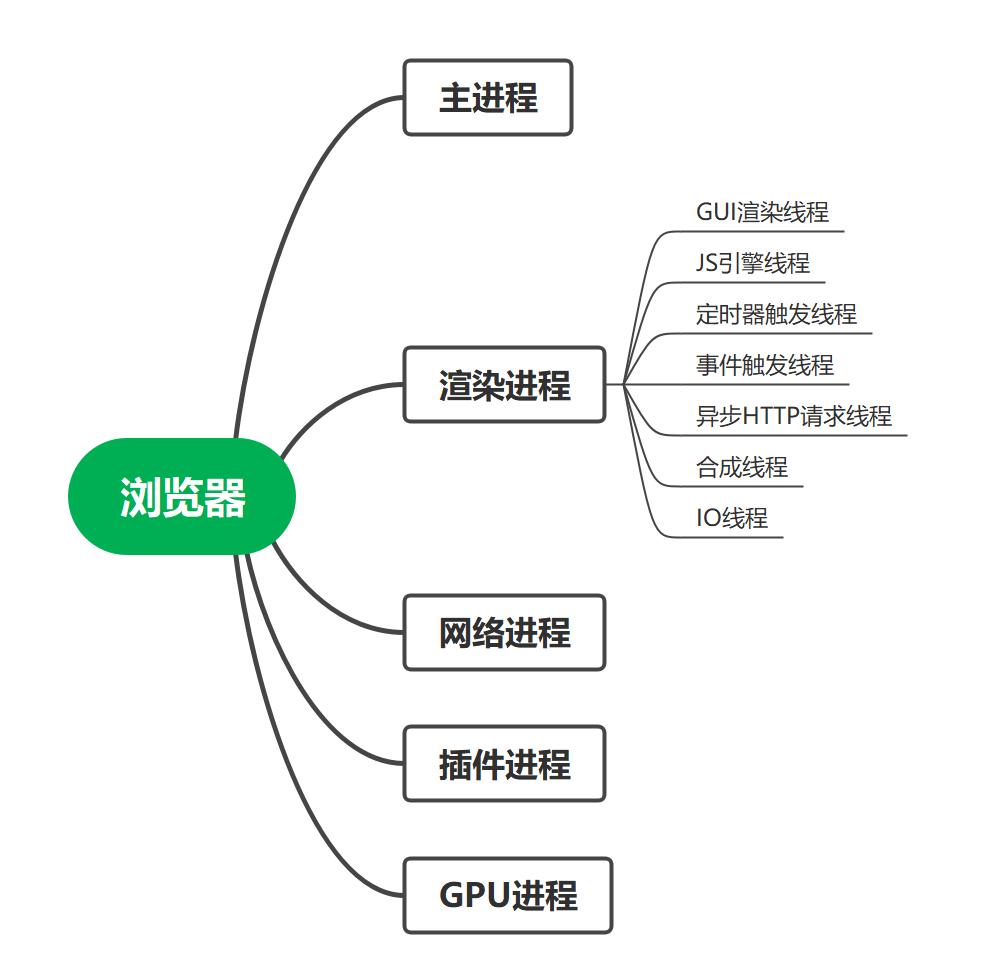 浏览器
主进程
渲染进程
GUI渲染线程
JS引擎线程
定时器触发线程
事件触发线程
异步HTTP请求线程
合成线程
IO线程
网络进程
插件进程
GPU进程